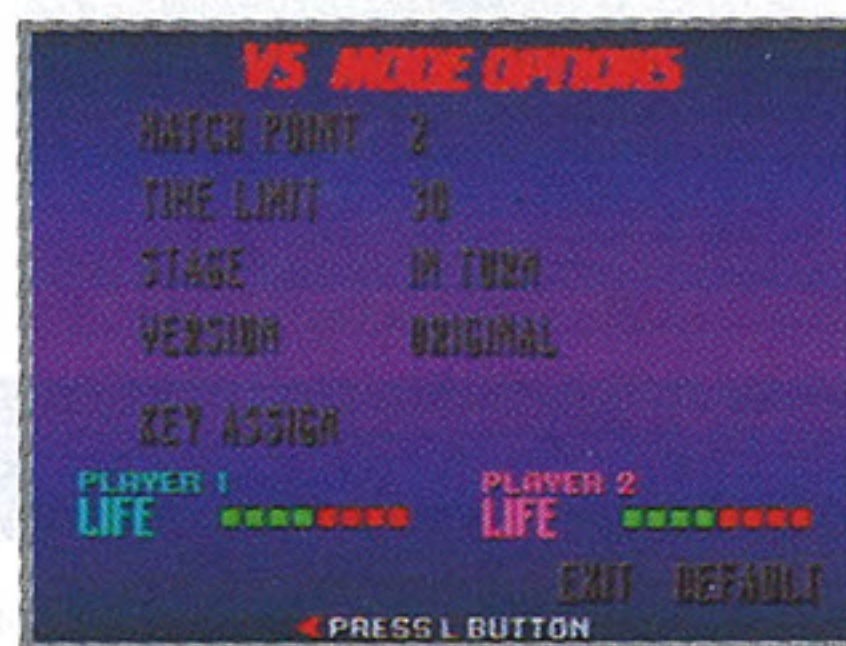 VS MODE OPTIONS
MATCH POINT 2
TIME LIMIT 30
STAGE IN TURN
VERSION ORIGINAL
KEY ASSIGN
PLAYER 1 PLAYER 2
LIFE LIFE
EXIT DEFAULT
PRESS L BUTTON